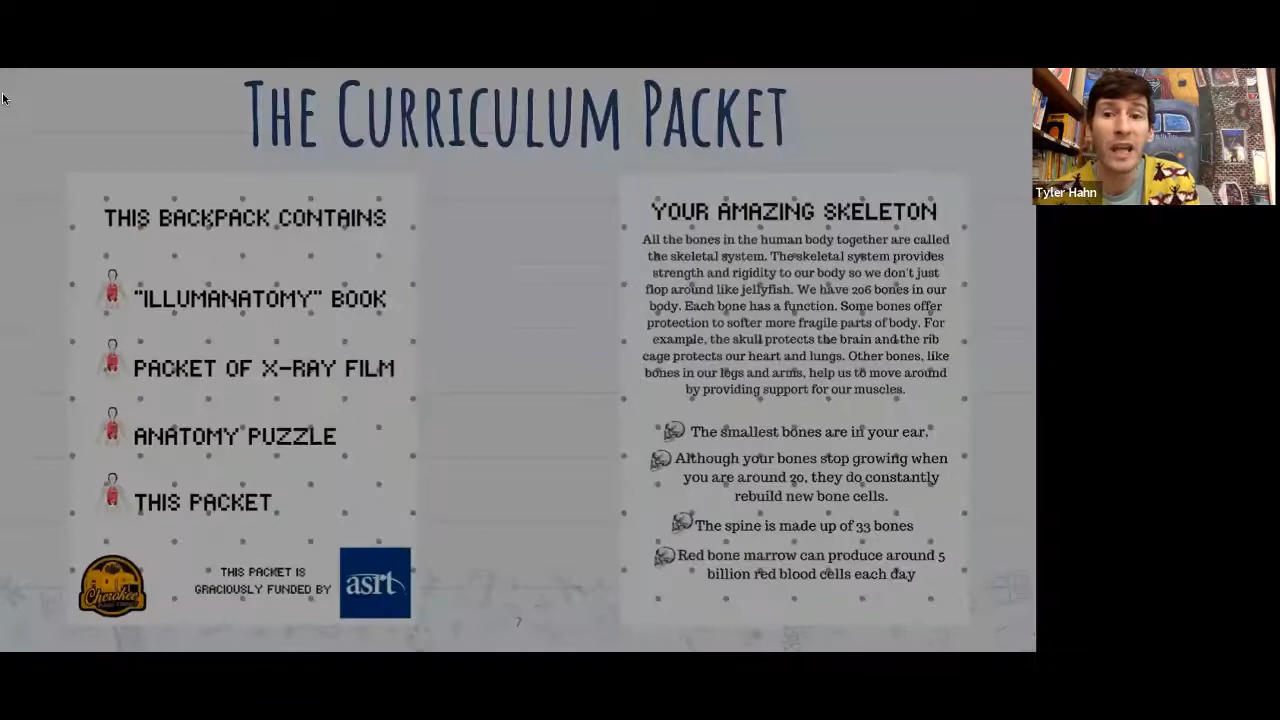 THE CURRICULUM PACKET
THIS BACKPACK CONTAINS
"ILLUMANATOMY" BOOK
PACKET OF X-RAY FILM
ANATOMY PUZZLE
THIS PACKET
Cherokee
THIS PACKET IS
GRACIOUSLY FUNDED BY
asrt
YOUR AMAZING SKELETON
All the bones in the human body together are called
the skeletal system. The skeletal system provides
strength and rigidity to our body so we don't just
flop around like jellyfish. We have 206 bones in our
body. Each bone has a function. Some bones offer
protection to softer more fragile parts of body. For
example, the skull protects the brain and the rib
cage protects our heart and lungs. Other bones, like
bones in our legs and arms, help us to move around
by providing support for our muscles.
The smallest bones are in your ear.
Although your bones stop growing when
you are around 20, they do constantly
rebuild new bone cells.
The spine is made up of 33 bones
Red bone marrow can produce around 5
billion red blood cells each day
7
Tyler Hahn